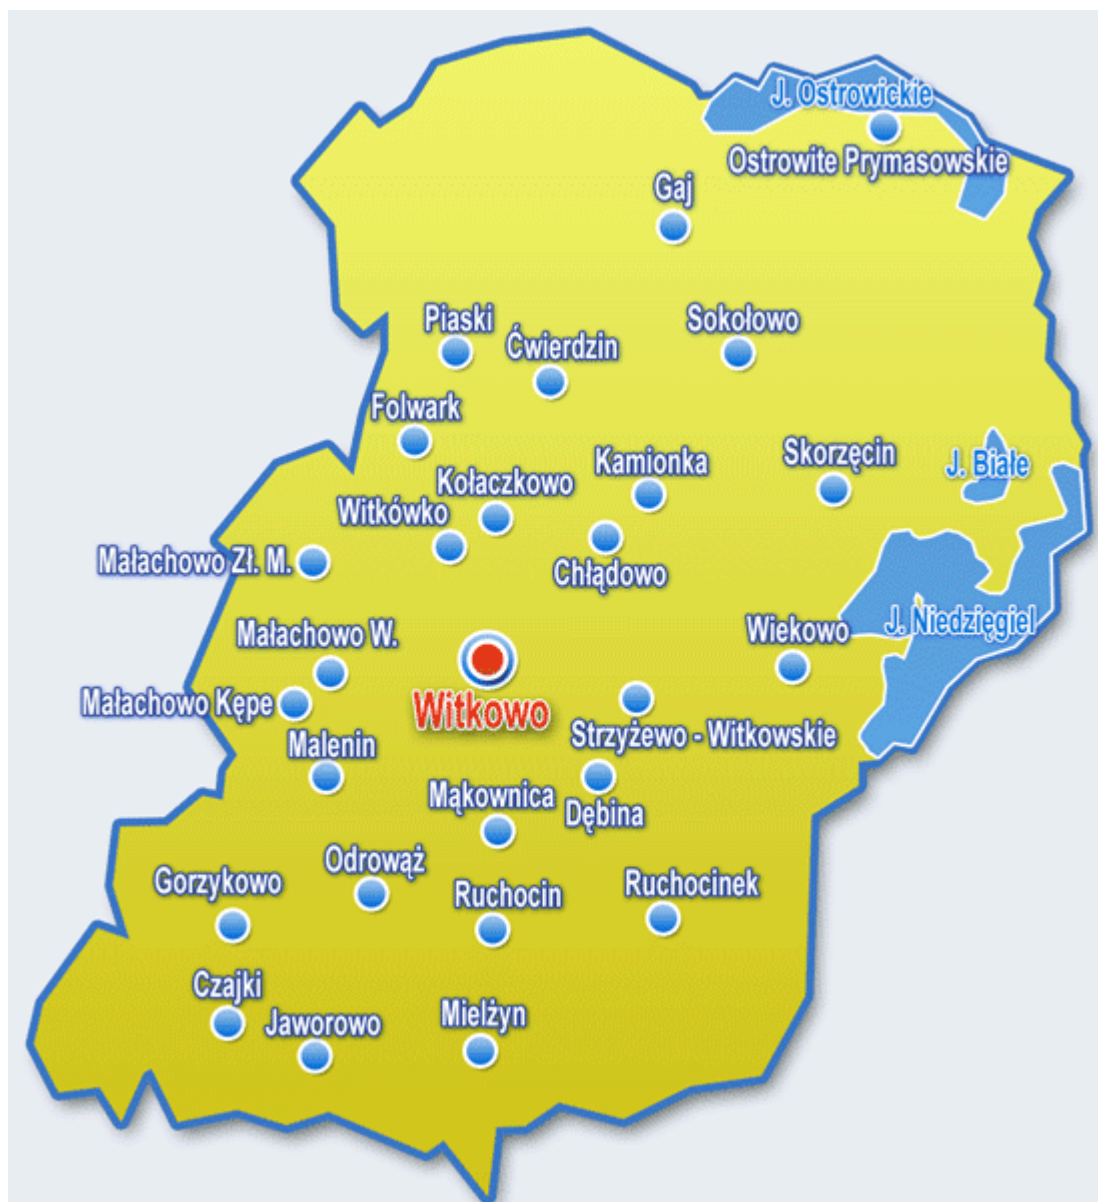 J. Ostrowickie
Ostrowite Prymasowskie
Gaj
Piaski
Sokołowo
Ćwierdzin
Folwark
Skorzęcin
Kamionka
J. Białe
Kołaczkowo
Witkówko
Małachowo Zł. M.
Chłądowo
J. Niedzięgiel
Wiekowo
Małachowo W.
Małachowo Kępe
Witkowo
Strzyżewo - Witkowskie
Malenin
Mąkownica
Dębina
Odrowąż
Gorzykowo
Ruchocinek
Ruchocin
Czajki
Mielżyn
Jaworowo